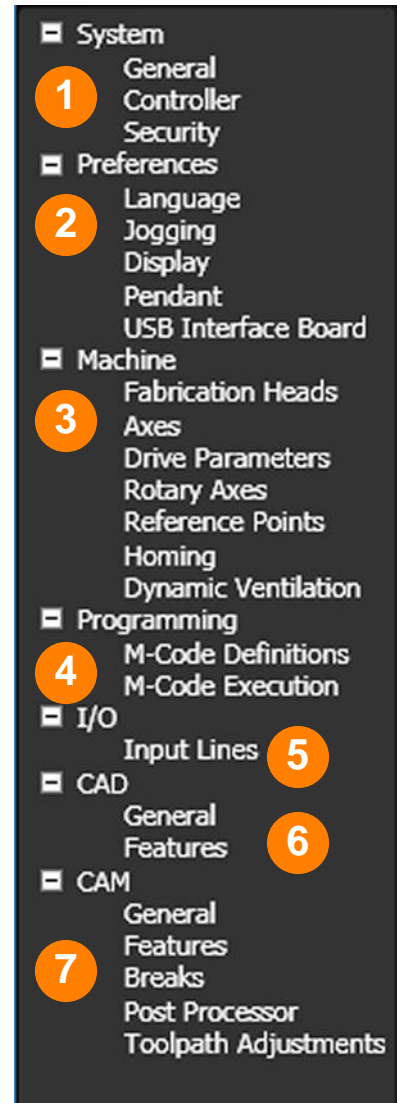 System
General
1
Controller
Security
Preferences
Language
2
Jogging
Display
Pendant
USB Interface Board
Machine
Fabrication Heads
3
Axes
Drive Parameters
Rotary Axes
Reference Points
Homing
Dynamic Ventilation
Programming
M-Code Definitions
4
M-Code Execution
I/O
Input Lines 5
CAD
General
Features 6
CAM
General
Features
7
Breaks
Post Processor
Toolpath Adjustments